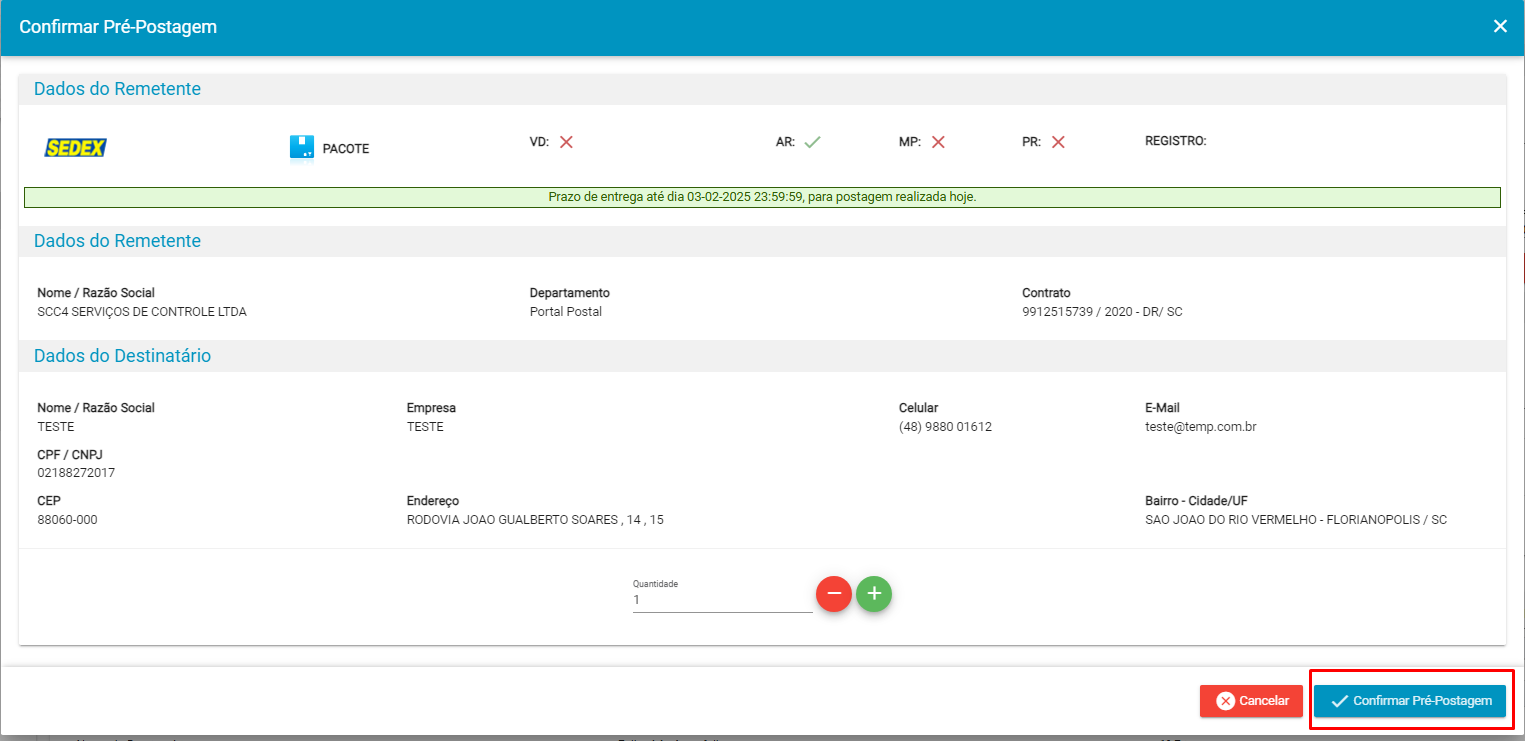 Confirmar Pré-Postagem
Dados do Remetente
SEDEX PACOTE VD: AR: MP: PR: REGISTRO:
Prazo de entrega até dia 03-02-2025 23:59:59, para postagem realizada hoje.
Dados do Remetente
Nome / Razão Social Departamento Contrato
SCC4 SERVIÇOS DE CONTROLE LTDA Portal Postal 9912515739 / 2020 - DR/ SC
Dados do Destinatário
Nome / Razão Social Empresa Celular E-Mail
TESTE TESTE (48) 9880 01612 teste@temp.com.br
CPF / CNPJ
02188272017
CEP Endereço Bairro - Cidade/UF
88060-000 RODOVIA JOAO GUALBERTO SOARES , 14 , 15 SAO JOAO DO RIO VERMELHO - FLORIANOPOLIS / SC
Quantidade
1
Cancelar Confirmar Pré-Postagem